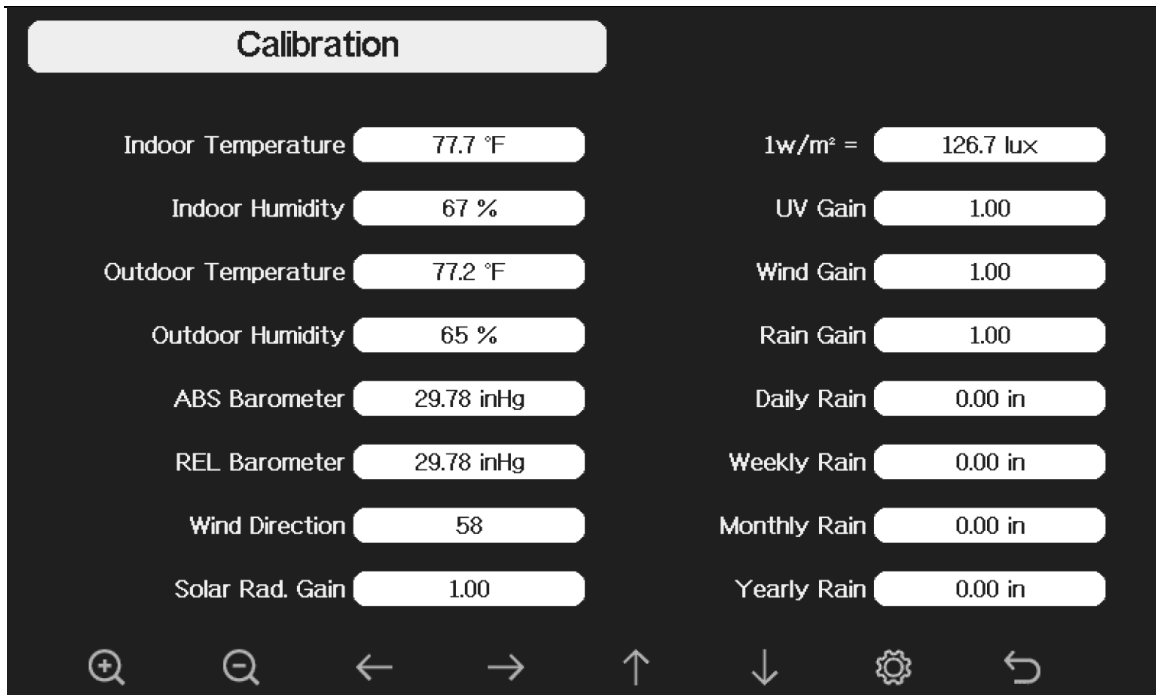 Calibration
Indoor Temperature 77.7 °F
Indoor Humidity 67 %
Outdoor Temperature 77.2 °F
Outdoor Humidity 65 %
ABS Barometer 29.78 inHg
REL Barometer 29.78 inHg
Wind Direction 58
Solar Rad. Gain 1.00
1w/m² = 126.7 lux
UV Gain 1.00
Wind Gain 1.00
Rain Gain 1.00
Daily Rain 0.00 in
Weekly Rain 0.00 in
Monthly Rain 0.00 in
Yearly Rain 0.00 in